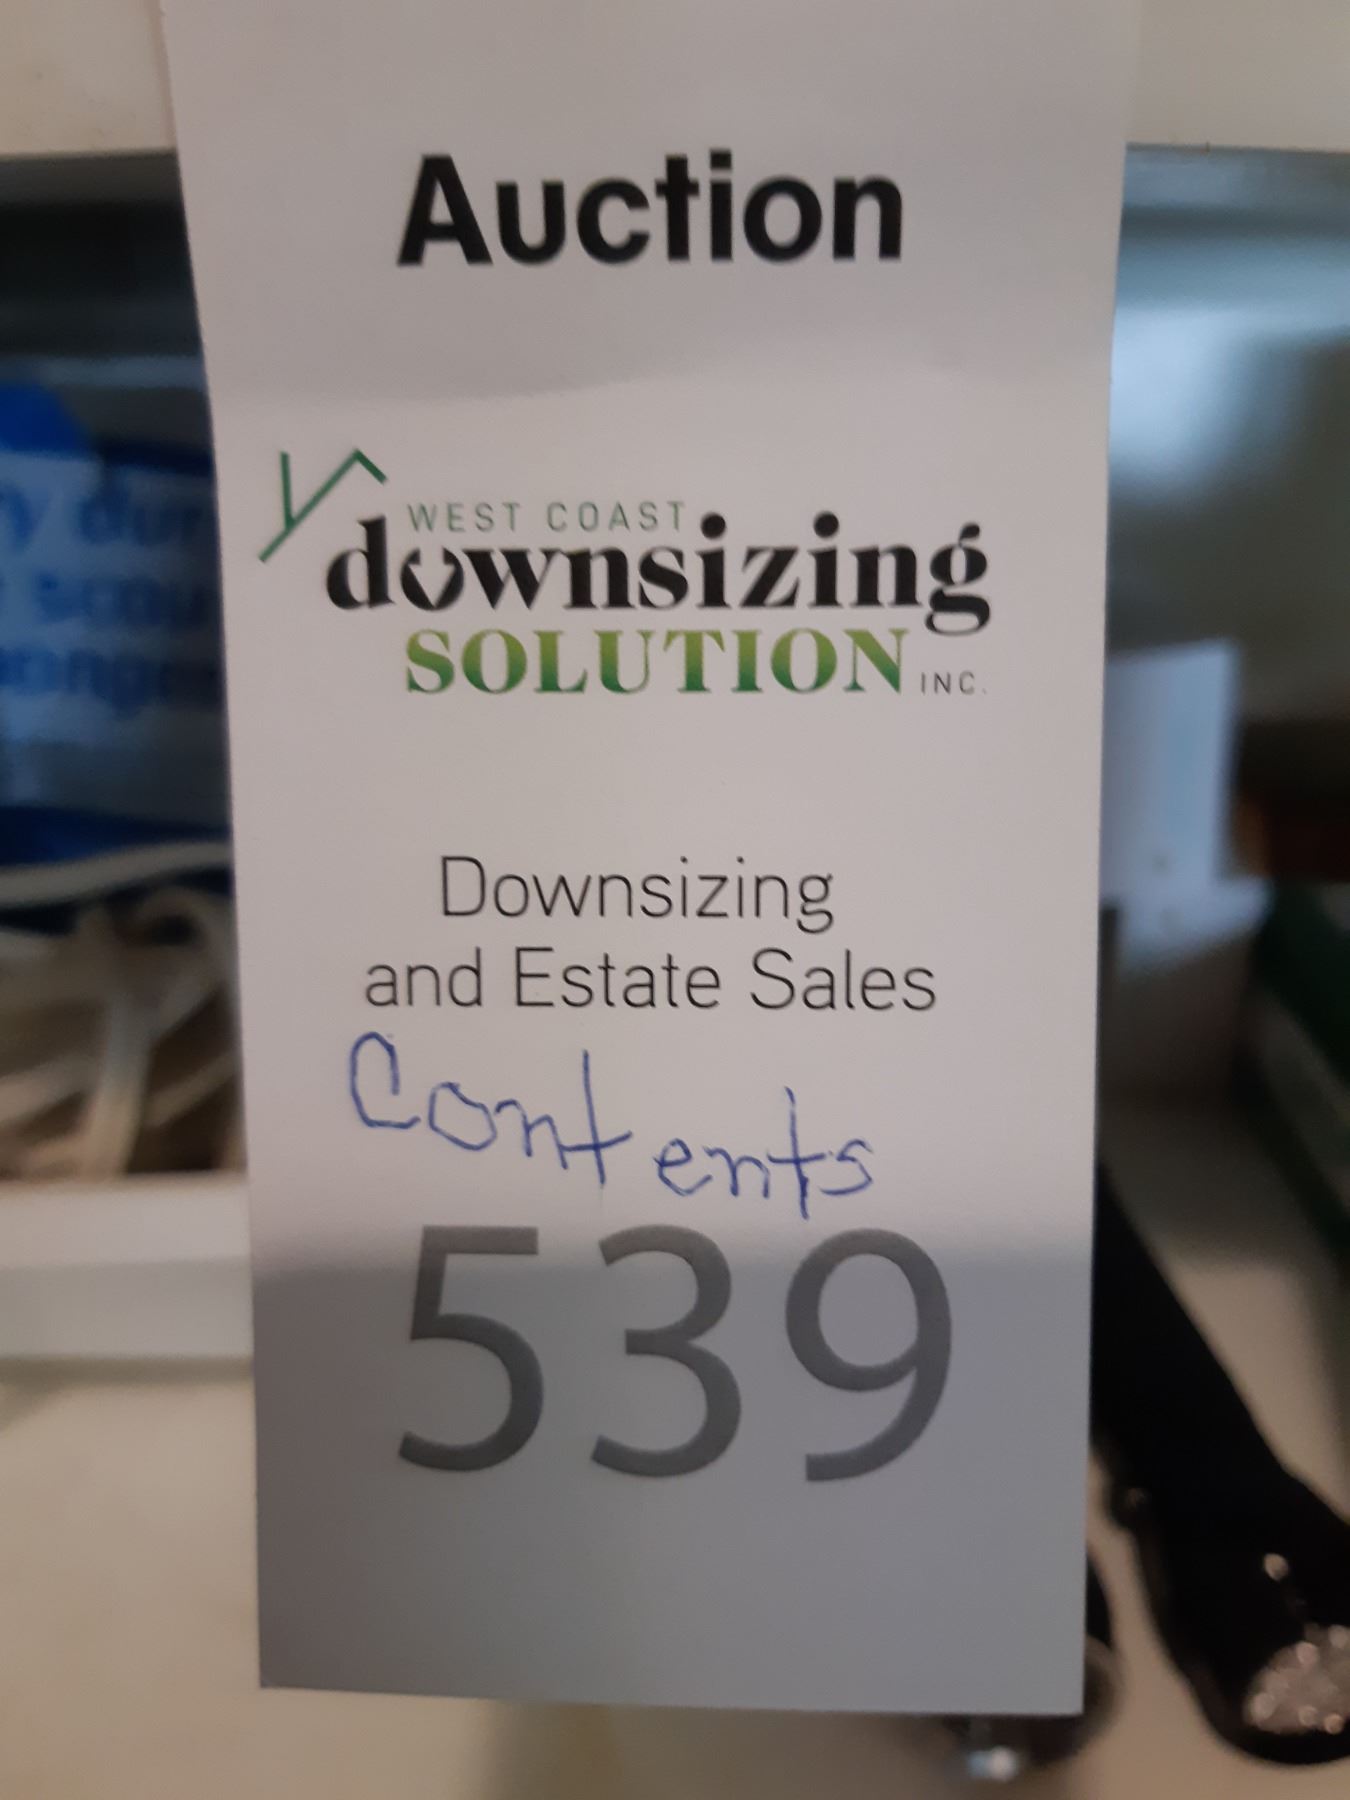 Auction
WEST COAST
downsizing
SOLUTION INC.
Downsizing
and Estate Sales
Contents
539